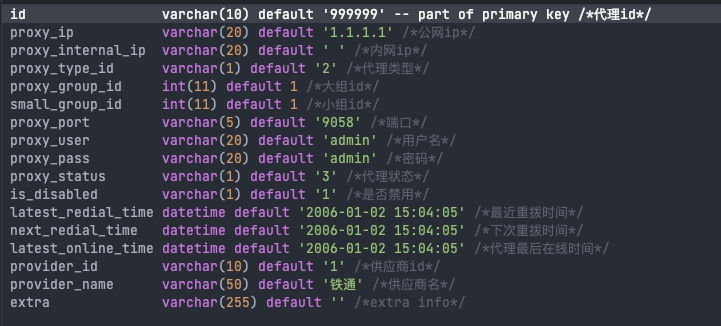 id varchar(10) default '999999' -- part of primary key /*代理id*/
proxy_ip varchar(20) default '1.1.1.1' /*公网ip*/
proxy_internal_ip varchar(20) default ' ' /*内网ip*/
proxy_type_id varchar(1) default '2' /*代理类型*/
proxy_group_id int(11) default 1 /*大组id*/
small_group_id int(11) default 1 /*小组id*/
proxy_port varchar(5) default '9058' /*端口*/
proxy_user varchar(20) default 'admin' /*用户名*/
proxy_pass varchar(20) default 'admin' /*密码*/
proxy_status varchar(1) default '3' /*代理状态*/
is_disabled varchar(1) default '1' /*是否禁用*/
latest_redial_time datetime default '2006-01-02 15:04:05' /*最近重拨时间*/
next_redial_time datetime default '2006-01-02 15:04:05' /*下次重拨时间*/
latest_online_time datetime default '2006-01-02 15:04:05' /*代理最后在线时间*/
provider_id varchar(10) default '1' /*供应商id*/
provider_name varchar(50) default '铁通' /*供应商名*/
extra varchar(255) default '' /*extra info*/